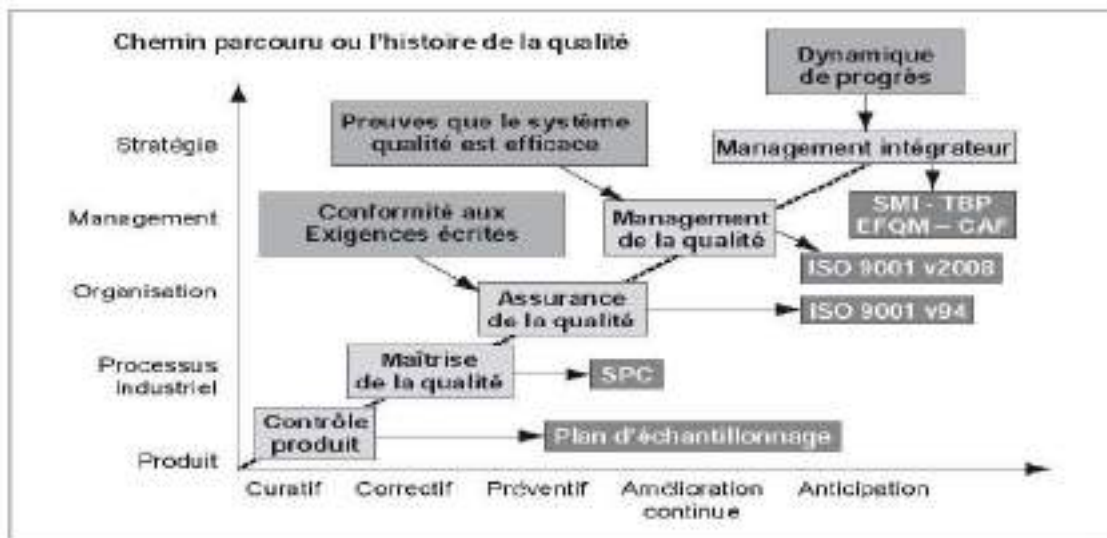 Chemin parcouru ou l'histoire de la qualité
Dynamique
de progrès
Preuves que le système
qualité est efficace
Stratégie
Management intégrateur
SMI - TBP
EFQM – CAF
Management
Conformité aux
Exigences écrites
Management
de la qualité
ISO 9001 v2008
Organisation
Assurance
de la qualité
ISO 9001 v94
Processus
industriel
Maîtrise
de la qualité
SPC
Contrôle
produit
Plan d'échantillonnage
Produit
Curatif
Correctif
Préventif
Amélioration
continue
Anticipation